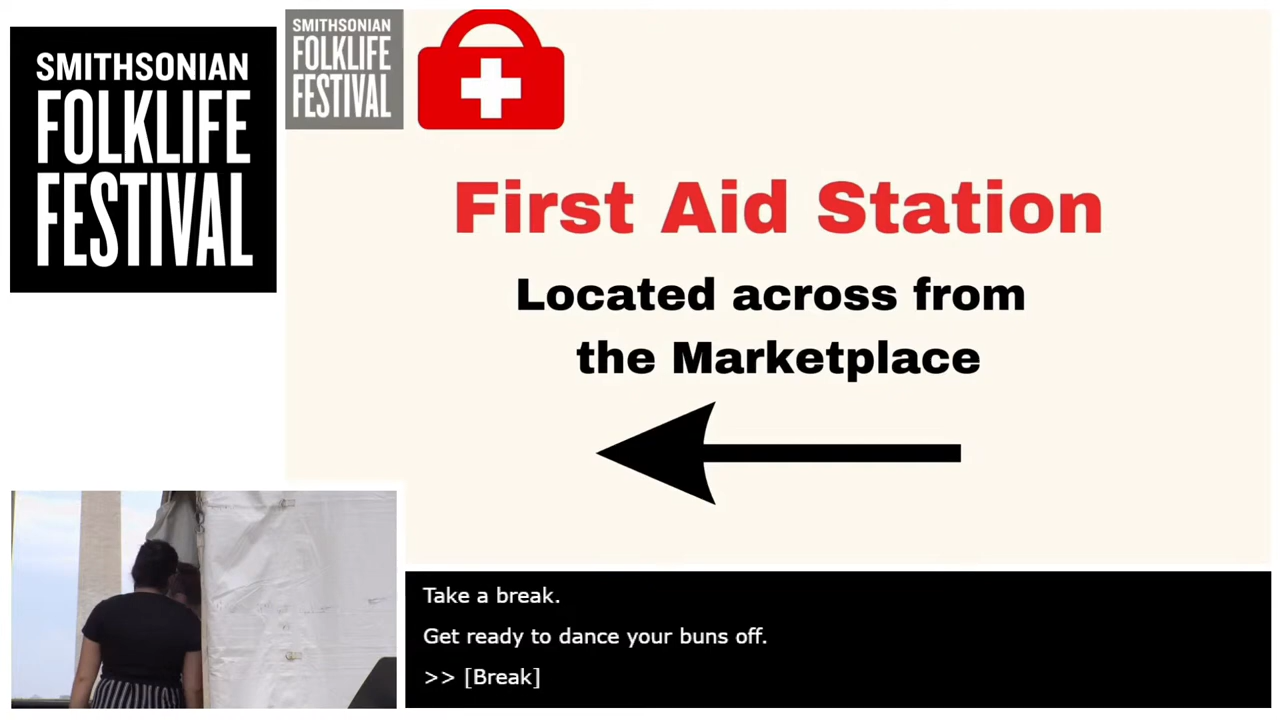 SMITHSONIAN
FOLKLIFE
FESTIVAL
SMITHSONIAN
FOLKLIFE
FESTIVAL
First Aid Station
Located across from
the Marketplace
Take a break.
Get ready to dance your buns off.
>> [Break]